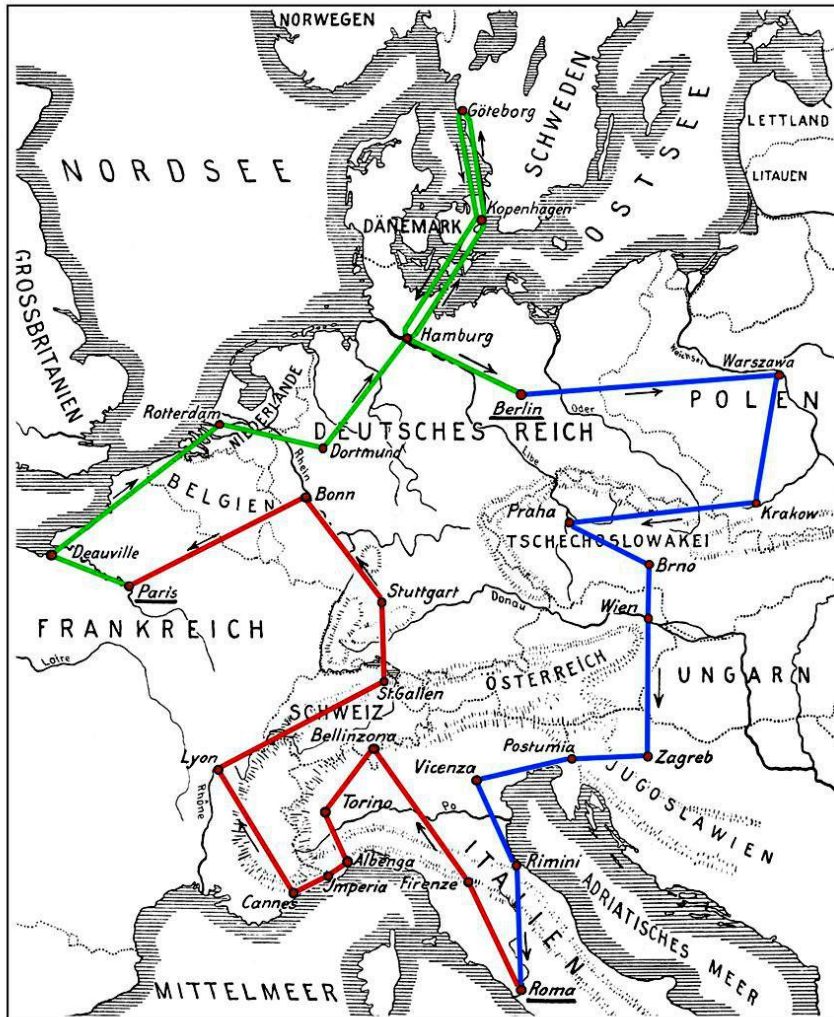 NORWEGEN
Göteborg
SCHWEDEN
LETTLAND
LITAUEN
NORDSEE
OSTSEE
Kopenhagen
DÄNEMARK
GROSSBRITANIEN
Hamburg
Weichsel
Warszawa
Berlin
Oder
POLEN
Rotterdam
NIEDERLANDE
DEUTSCHES REICH
Dortmund
Rhein
Elbe
BELGIEN
Bonn
Praha
Krakow
TSCHECHOSLOWAKEI
Deauville
Brno
Paris
Stuttgart
Donau
Wien
FRANKREICH
Loire
St.Gallen
ÖSTERREICH
UNGARN
SCHWEIZ
Bellinzona
Lyon
Postumia
Zagreb
Vicenza
JUGOSLAWIEN
Rhône
Torino
Po
ITALIEN
Albenga
Rimini
Jmperia
Firenze
Cannes
ADRIATISCHES MEER
MITTELMEER
Roma